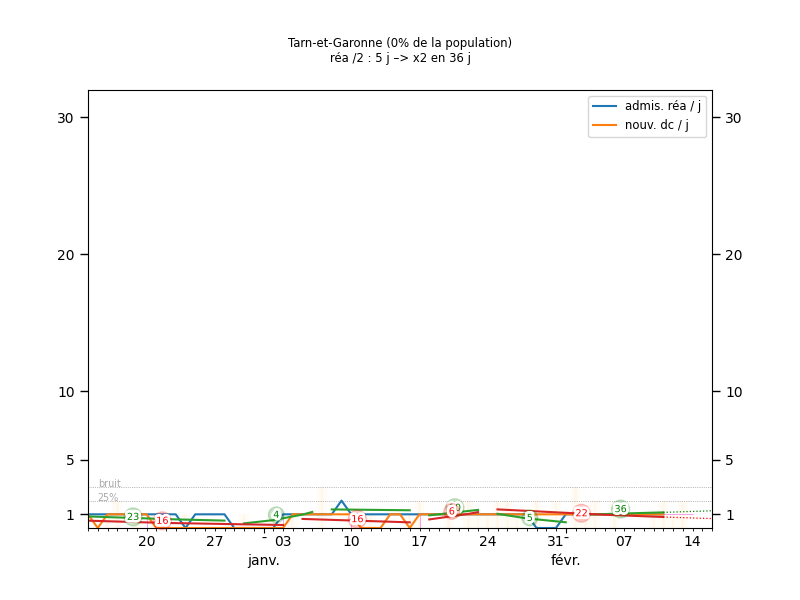 Tarn-et-Garonne (0% de la population)
réa /2 : 5 j –> x2 en 36 j
admis. réa / j
nouv. dc / j
30 30
20 20
10 10
5 5
bruit
25%
1 1
23 16 4 16 6 5 22 36
20 27 - 03 10 17 24 31 - 07 14
janv. févr.